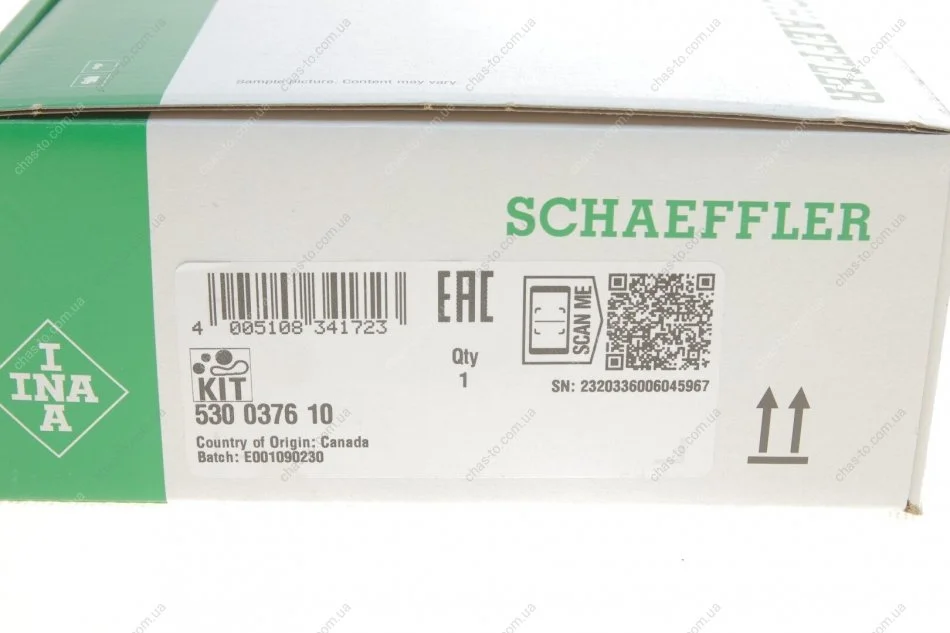 Sample picture. Content may vary
SCHAEFFLER
SCHAEFFLER
4 005108 341723
EAC
SCAN ME
Qty
1
SN: 2320336006045967
KIT
530 0376 10
Country of Origin: Canada
Batch: E001090230
I
INA
A
chas-to.com.ua